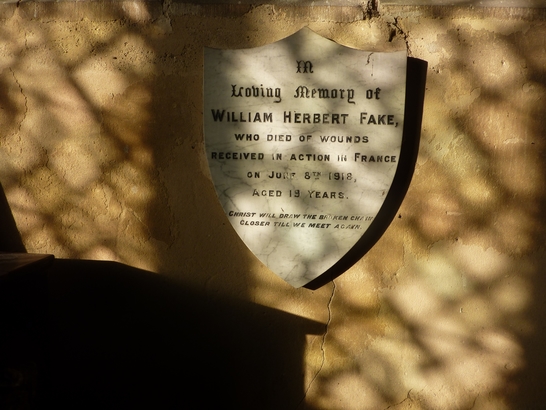 In
Loving Memory of
WILLIAM HERBERT FAKE,
WHO DIED OF WOUNDS
RECEIVED IN ACTION IN FRANCE
ON JUNE 8TH 1918,
AGED 19 YEARS.
CHRIST WILL DRAW THE BROKEN CHAIN
CLOSER TILL WE MEET AGAIN.